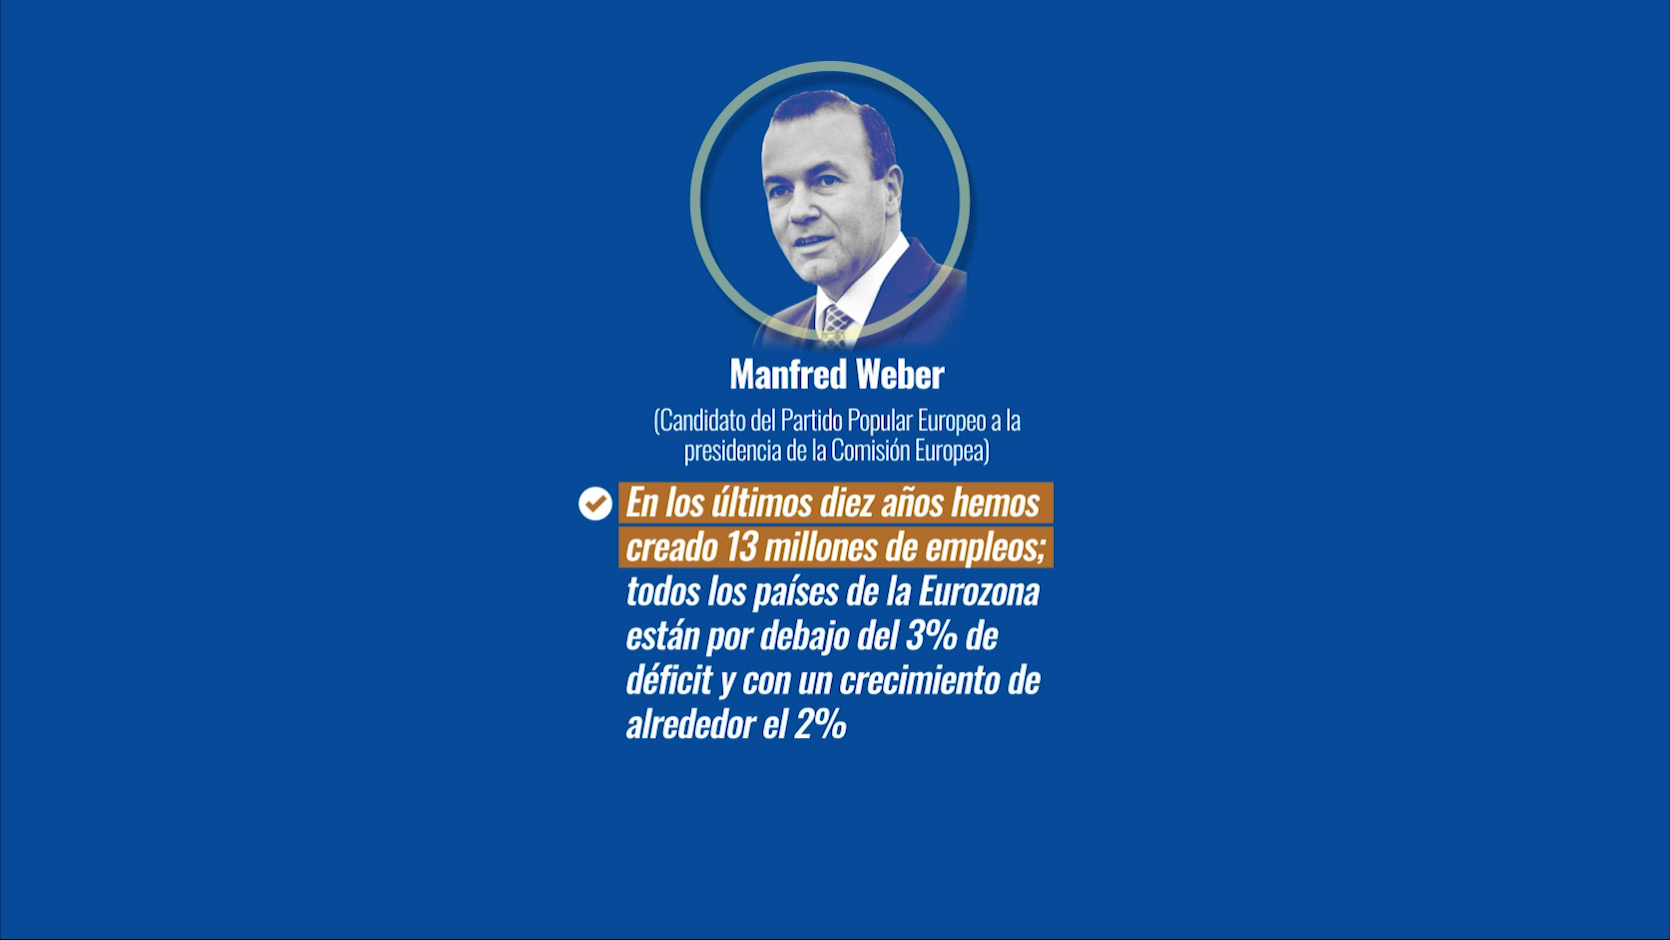 Manfred Weber
(Candidato del Partido Popular Europeo a la
presidencia de la Comisión Europea)
En los últimos diez años hemos
creado 13 millones de empleos;
todos los países de la Eurozona
están por debajo del 3% de
déficit y con un crecimiento de
alrededor el 2%